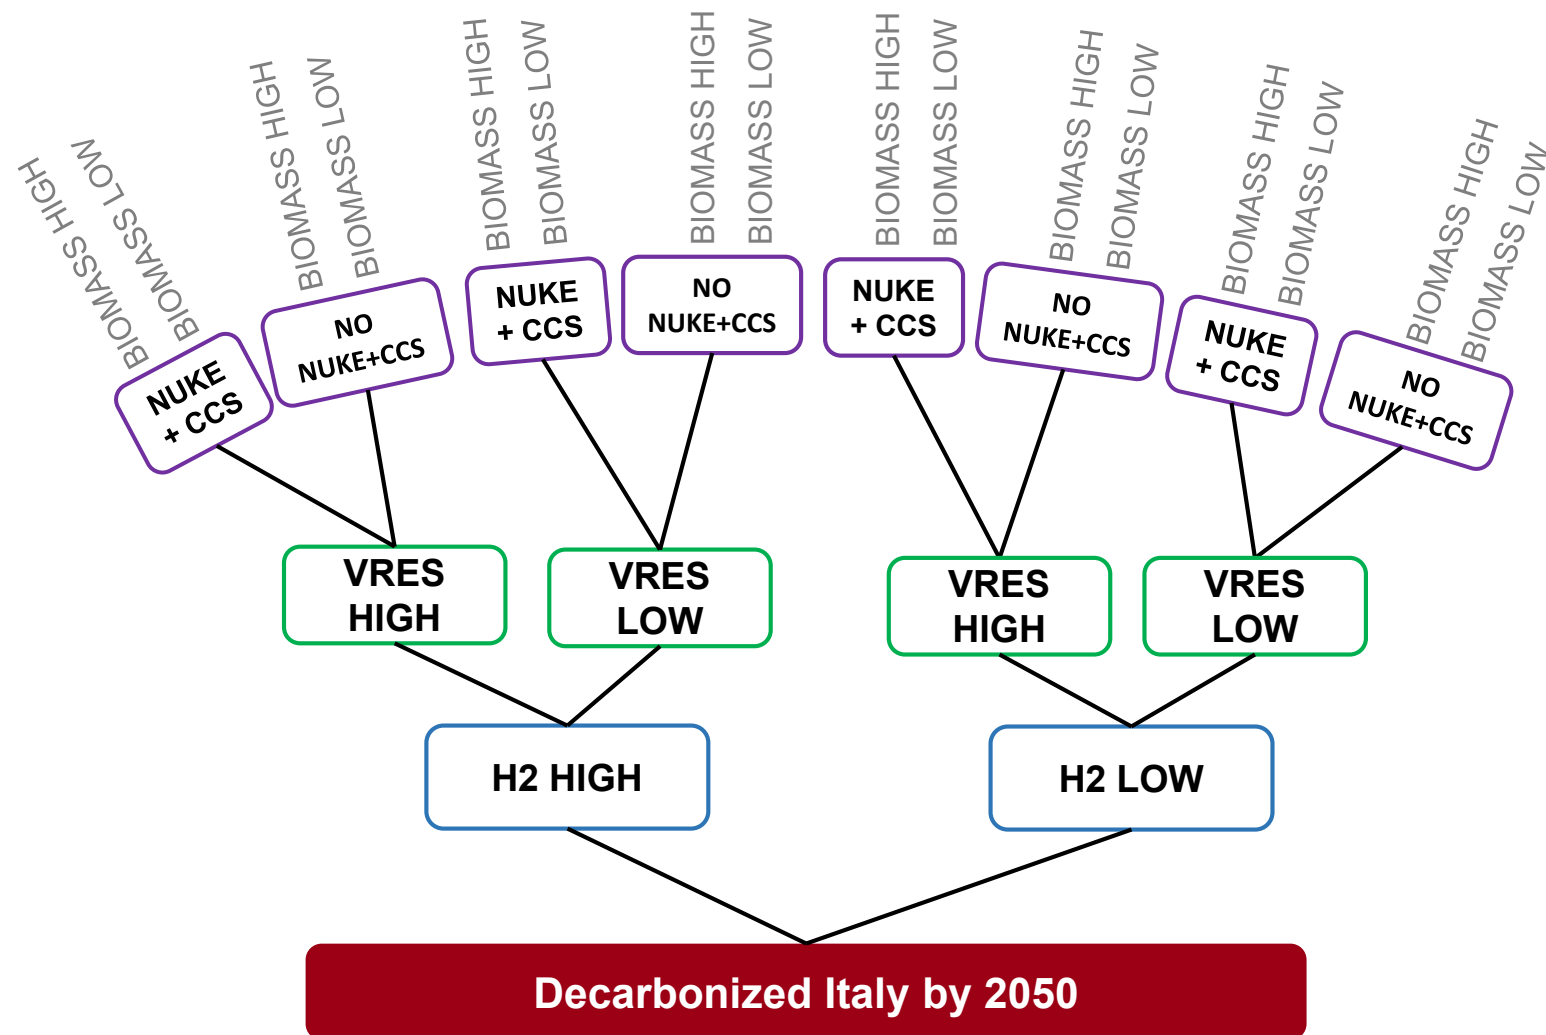 BIOMASS HIGH
BIOMASS LOW
BIOMASS HIGH
BIOMASS LOW
BIOMASS HIGH
BIOMASS LOW
BIOMASS HIGH
BIOMASS LOW
BIOMASS HIGH
BIOMASS LOW
BIOMASS HIGH
BIOMASS LOW
BIOMASS HIGH
BIOMASS LOW
BIOMASS HIGH
BIOMASS LOW
NUKE
+ CCS
NO
NUKE+CCS
NUKE
+ CCS
NO
NUKE+CCS
NUKE
+ CCS
NO
NUKE+CCS
NUKE
+ CCS
NO
NUKE+CCS
VRES
HIGH
VRES
LOW
VRES
HIGH
VRES
LOW
H2 HIGH
H2 LOW
Decarbonized Italy by 2050